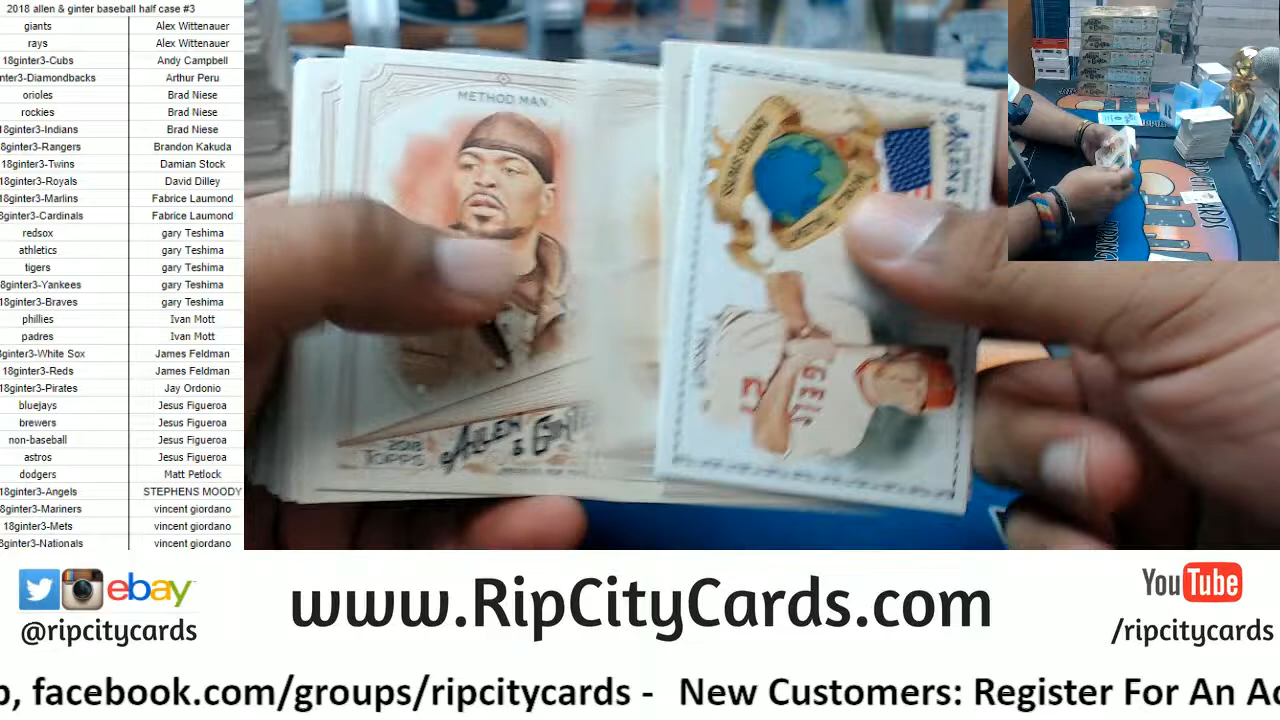 2018 allen & ginter baseball half case #3
giants Alex Wittenauer
rays Alex Wittenauer
18ginter3-Cubs Andy Campbell
nter3-Diamondbacks Arthur Peru
orioles Brad Niese
rockies Brad Niese
18ginter3-Indians Brad Niese
18ginter3-Rangers Brandon Kakuda
18ginter3-Twins Damian Stock
18ginter3-Royals David Dilley
18ginter3-Marlins Fabrice Laumond
8ginter3-Cardinals Fabrice Laumond
redsox gary Teshima
athletics gary Teshima
tigers gary Teshima
18ginter3-Yankees gary Teshima
18ginter3-Braves gary Teshima
phillies Ivan Mott
padres Ivan Mott
8ginter3-White Sox James Feldman
18ginter3-Reds James Feldman
18ginter3-Pirates Jay Ordonio
bluejays Jesus Figueroa
brewers Jesus Figueroa
non-baseball Jesus Figueroa
astros Jesus Figueroa
dodgers Matt Petlock
18ginter3-Angels STEPHENS MOODY
8ginter3-Mariners vincent giordano
18ginter3-Mets vincent giordano
8ginter3-Nationals vincent giordano
METHOD MAN
2018
TOPPS
ALLEN & GINTE
ALLEN &
27
ebay
@ripcitycards
www.RipCityCards.com
YouTube
/ripcitycards
p, facebook.com/groups/ripcitycards - New Customers: Register For An Ac